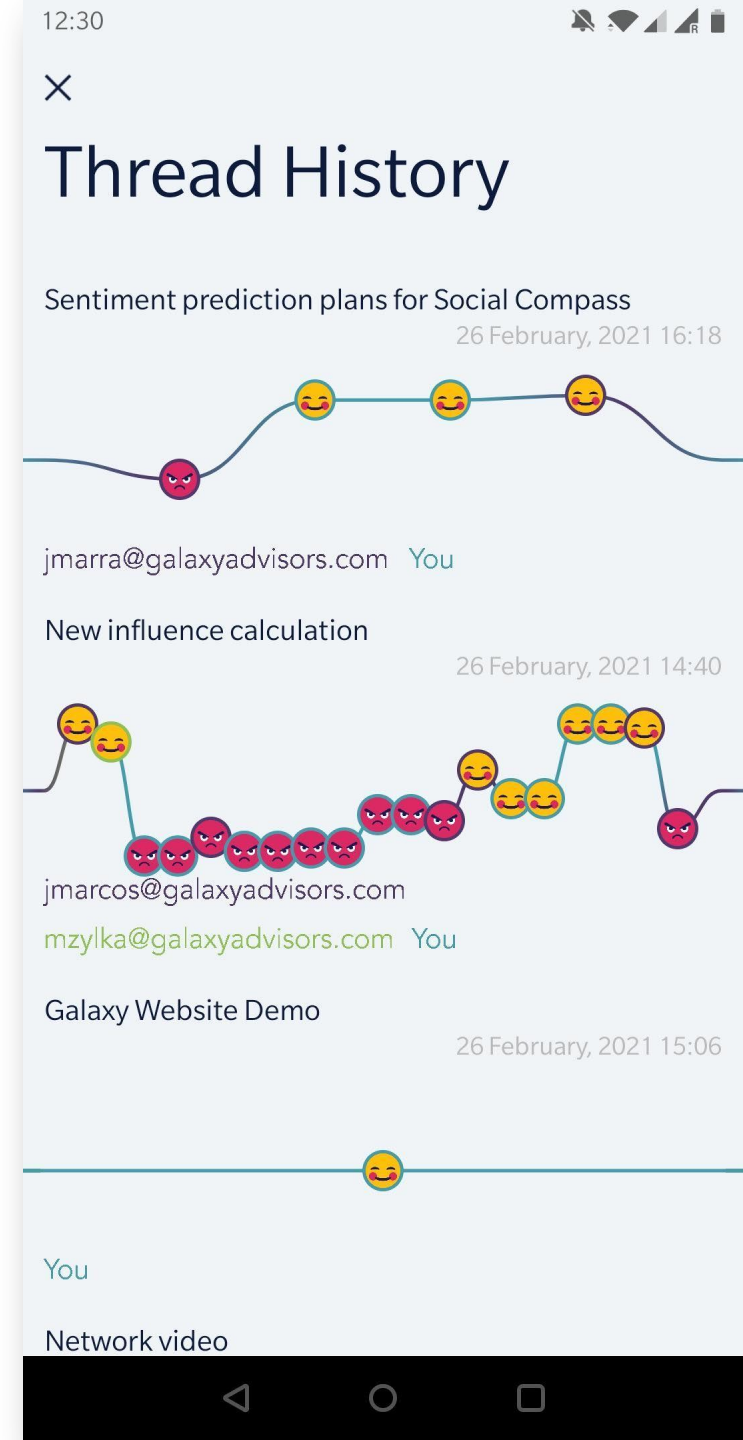 12:30
R
Thread History
Sentiment prediction plans for Social Compass
26 February, 2021 16:18
jmarra@galaxyadvisors.com You
New influence calculation
26 February, 2021 14:40
jmarcos@galaxyadvisors.com
mzylka@galaxyadvisors.com You
Galaxy Website Demo
26 February, 2021 15:06
You
Network video